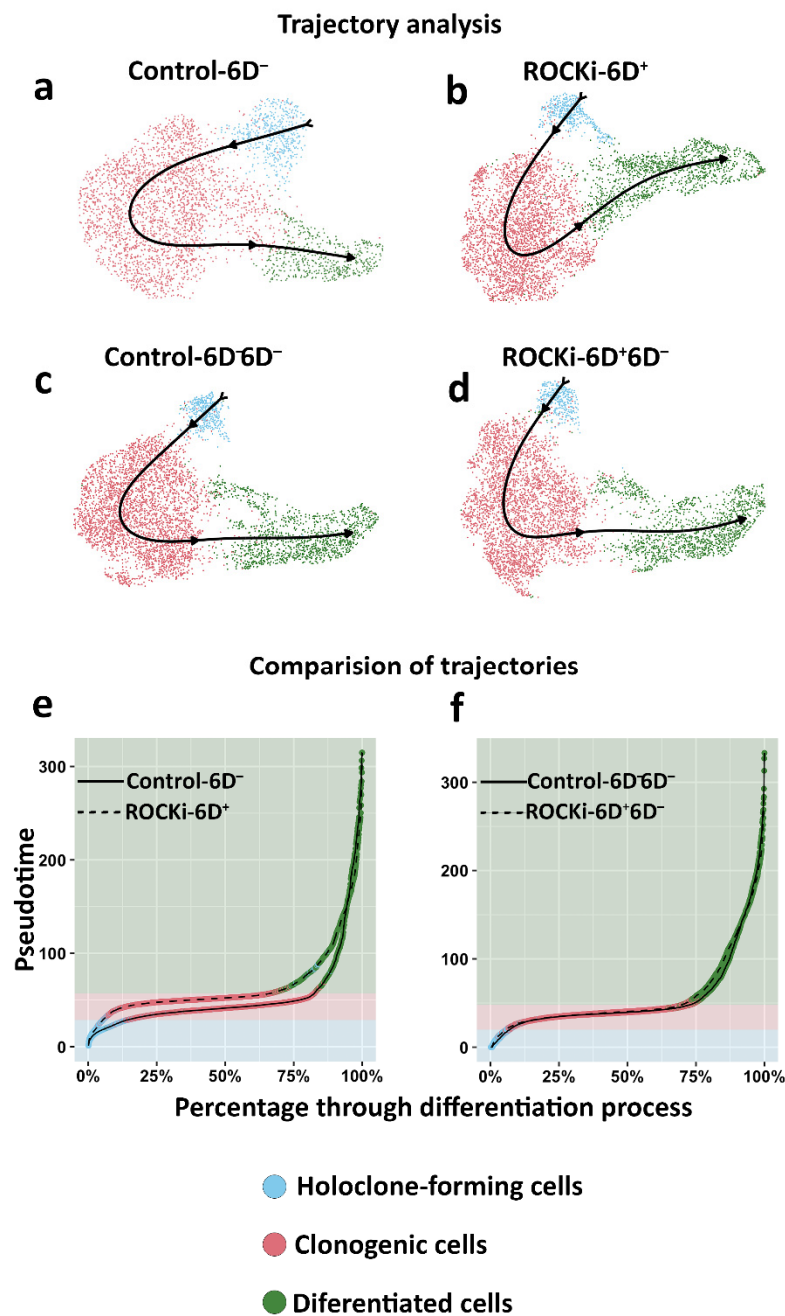 Trajectory analysis
a
Control-6D⁻
b
ROCKi-6D⁺
c
Control-6D⁻6D⁻
d
ROCKi-6D⁺6D⁻
Comparision of trajectories
e
f
Control-6D⁻
ROCKi-6D⁺
Control-6D⁻6D⁻
ROCKi-6D⁺6D⁻
Pseudotime
300
200
100
0
300
200
100
0
0% 25% 50% 75% 100%
0% 25% 50% 75% 100%
Percentage through differentiation process
Holoclone-forming cells
Clonogenic cells
Diferentiated cells